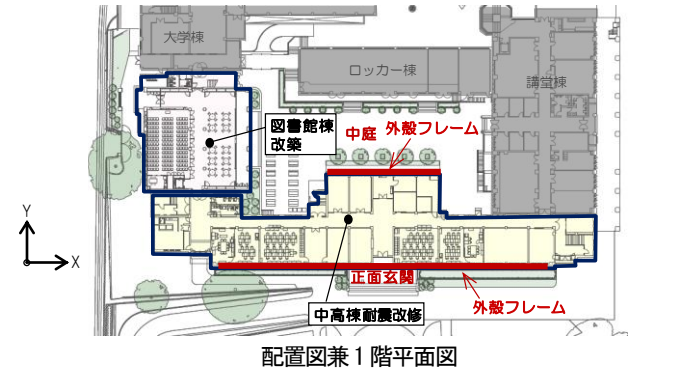 大学棟
ロッカー棟
講堂棟
図書館棟
改築
中庭
外殻フレーム
Y
X
正面玄関
中高棟耐震改修
外殻フレーム
配置図兼1階平面図